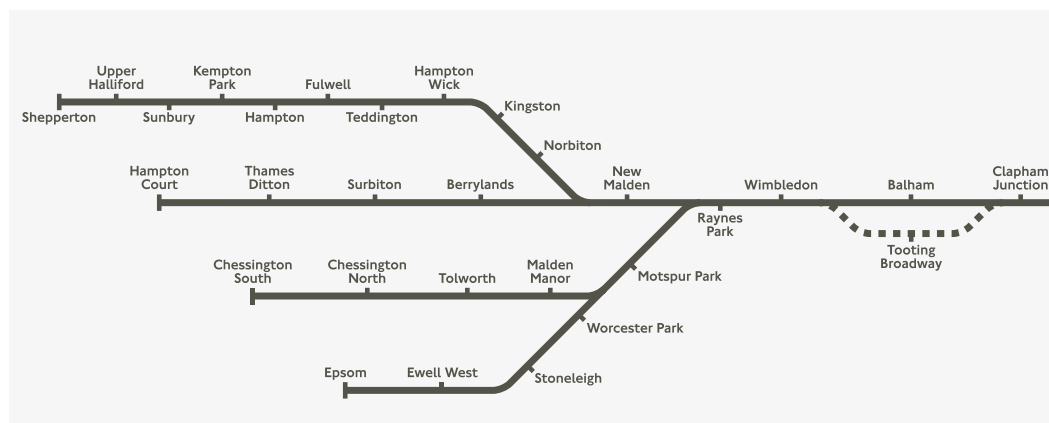 Upper
Halliford
Kempton
Park
Fulwell
Hampton
Wick
Shepperton
Sunbury
Hampton
Teddington
Kingston
Norbiton
Hampton
Court
Thames
Ditton
Surbiton
Berrylands
New
Malden
Wimbledon
Balham
Clapham
Junction
Raynes
Park
Tooting
Broadway
Chessington
South
Chessington
North
Tolworth
Malden
Manor
Motspur Park
Worcester Park
Epsom
Ewell West
Stoneleigh